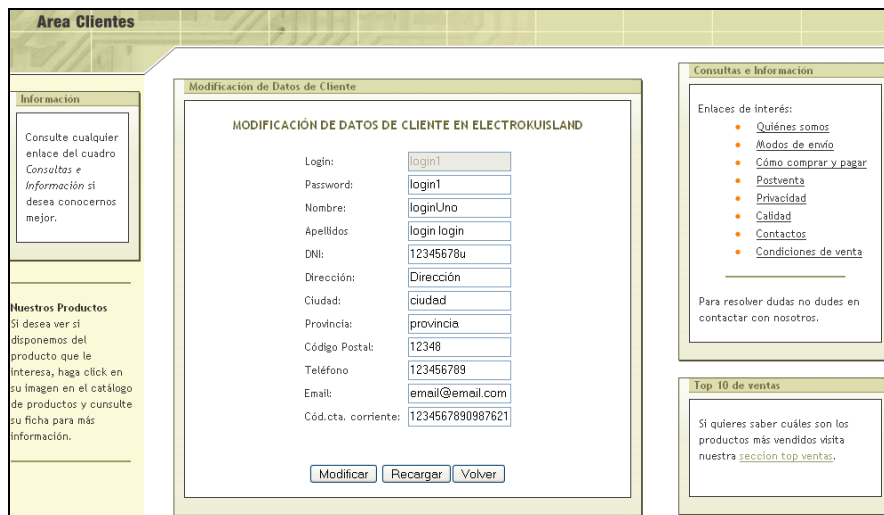 Area Clientes
Información
Consulte cualquier
enlace del cuadro
Consultas e
Información si
desea conocernos
mejor.
Nuestros Productos
Si desea ver si
disponemos del
producto que le
interesa, haga click en
su imagen en el catálogo
de productos y cunsulte
su ficha para más
información.
Modificación de Datos de Cliente
MODIFICACIÓN DE DATOS DE CLIENTE EN ELECTROKUISLAND
Login: login1
Password: login1
Nombre: loginUno
Apellidos login login
DNI: 12345678u
Dirección: Dirección
Ciudad: ciudad
Provincia: provincia
Código Postal: 12348
Teléfono 123456789
Email: email@email.com
Cód.cta. corriente: 1234567890987621
Modificar Recargar Volver
Consultas e Información
Enlaces de interés:
Quiénes somos
Modos de envío
Cómo comprar y pagar
Postventa
Privacidad
Calidad
Contactos
Condiciones de venta
Para resolver dudas no dudes en
contactar con nosotros.
Top 10 de ventas
Si quieres saber cuáles son los
productos más vendidos visita
nuestra seccion top ventas.